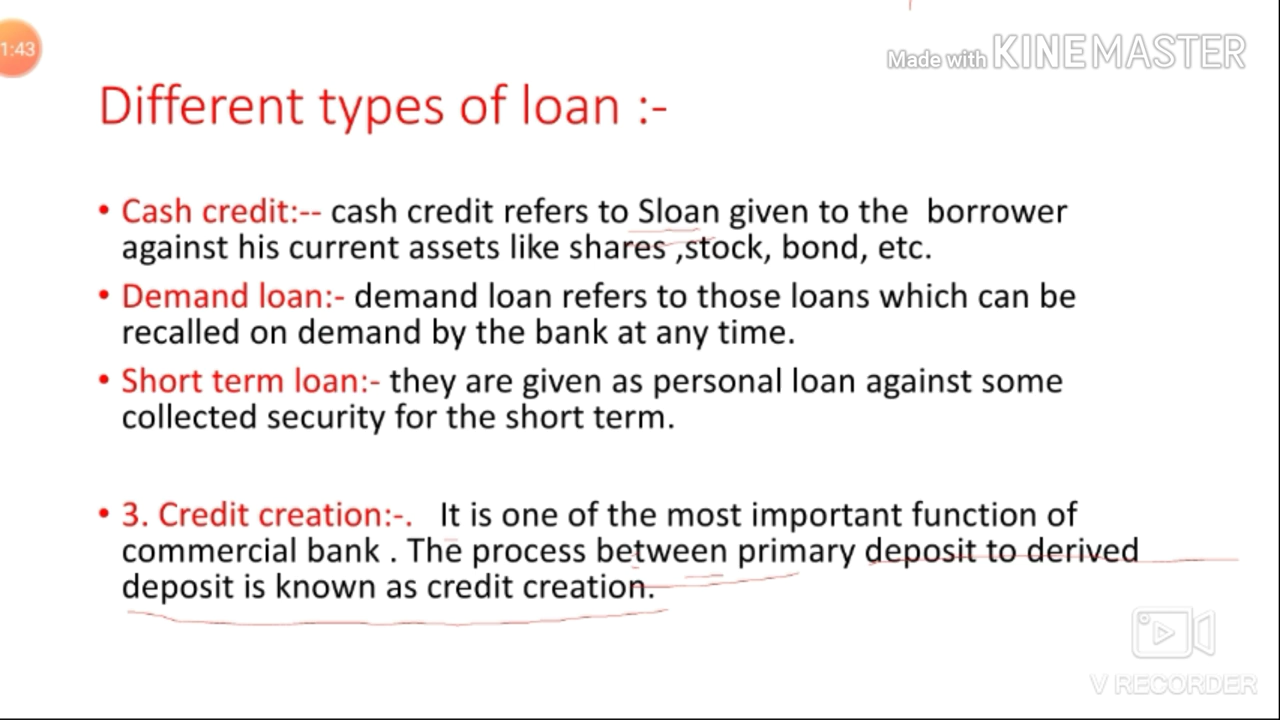 1:43
Made with KINEMASTER
Different types of loan :-
• Cash credit:-- cash credit refers to Sloan given to the borrower
against his current assets like shares ,stock, bond, etc.
• Demand loan:- demand loan refers to those loans which can be
recalled on demand by the bank at any time.
• Short term loan:- they are given as personal loan against some
collected security for the short term.
• 3. Credit creation:-. It is one of the most important function of
commercial bank . The process between primary deposit to derived
deposit is known as credit creation.
V RECORDER